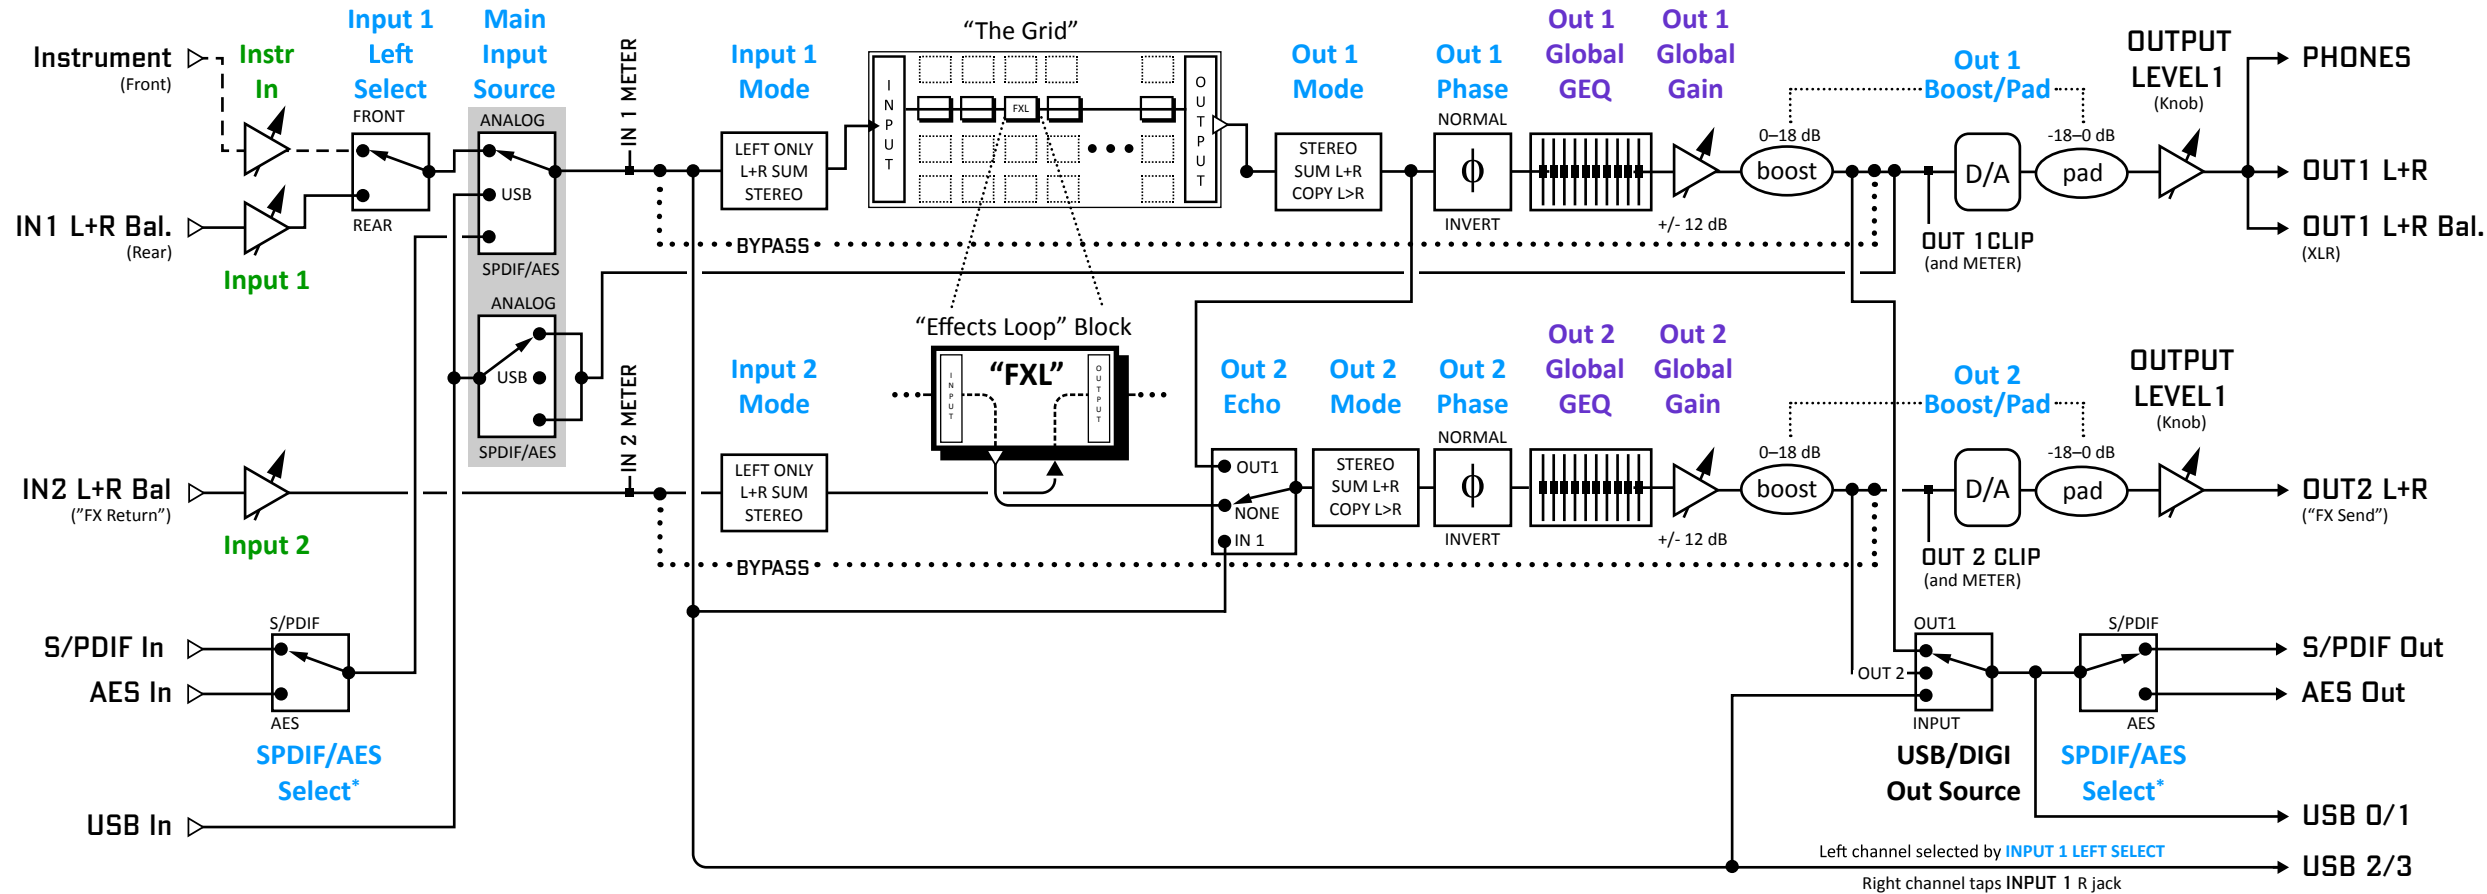 Instrument
(Front)
Instr
In
Input 1
Left
Select
FRONT
REAR
IN1 L+R Bal.
(Rear)
Input 1
Main
Input
Source
ANALOG
USB
SPDIF/AES
ANALOG
USB
SPDIF/AES
IN 1 METER
Input 1
Mode
LEFT ONLY
L+R SUM
STEREO
BYPASS
“The Grid”
INPUT
FXL
OUTPUT
Out 1
Mode
STEREO
SUM L+R
COPY L>R
Out 1
Phase
NORMAL
ϕ
INVERT
Out 1
Global
GEQ
Out 1
Global
Gain
+/- 12 dB
Out 1
Boost/Pad
0–18 dB
boost
OUT 1 CLIP
(and METER)
D/A
-18–0 dB
pad
OUTPUT
LEVEL1
(Knob)
PHONES
OUT1 L+R
OUT1 L+R Bal.
(XLR)
IN2 L+R Bal
(”FX Return”)
Input 2
IN 2 METER
Input 2
Mode
LEFT ONLY
L+R SUM
STEREO
BYPASS
“Effects Loop” Block
INPUT
“FXL”
OUTPUT
Out 2
Echo
OUT1
NONE
IN 1
Out 2
Mode
STEREO
SUM L+R
COPY L>R
Out 2
Phase
NORMAL
ϕ
INVERT
Out 2
Global
GEQ
Out 2
Global
Gain
+/- 12 dB
Out 2
Boost/Pad
0–18 dB
boost
OUT 2 CLIP
(and METER)
D/A
-18–0 dB
pad
OUTPUT
LEVEL1
(Knob)
OUT2 L+R
(“FX Send”)
S/PDIF In
AES In
S/PDIF
AES
SPDIF/AES
Select*
USB In
OUT1
OUT 2
INPUT
USB/DIGI
Out Source
S/PDIF
AES
SPDIF/AES
Select*
S/PDIF Out
AES Out
USB 0/1
Left channel selected by INPUT 1 LEFT SELECT
USB 2/3
Right channel taps INPUT 1 R jack